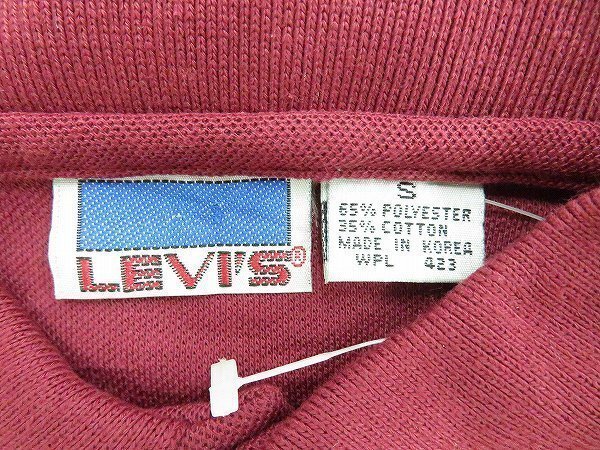 LEVI'S®
S
65% POLYESTER
35% COTTON
MADE IN KOREA
WPL 423